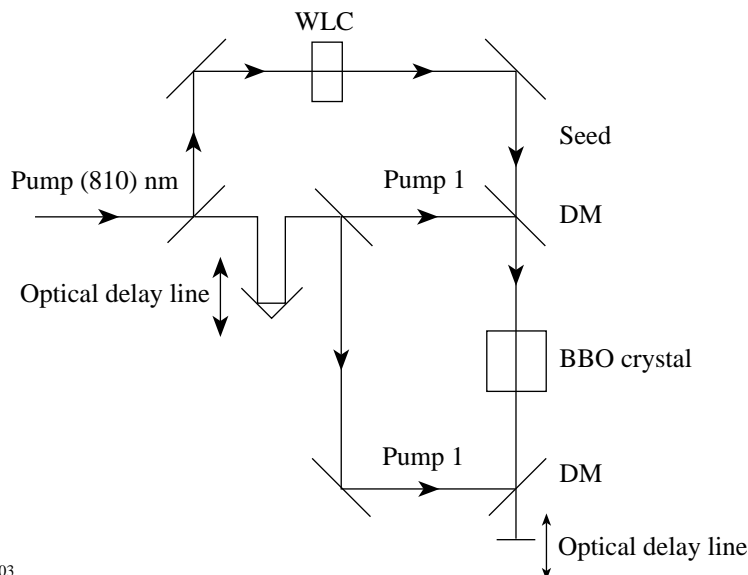 WLC
Seed
Pump (810) nm
Pump 1
DM
Optical delay line
BBO crystal
Pump 1
DM
Optical delay line
03